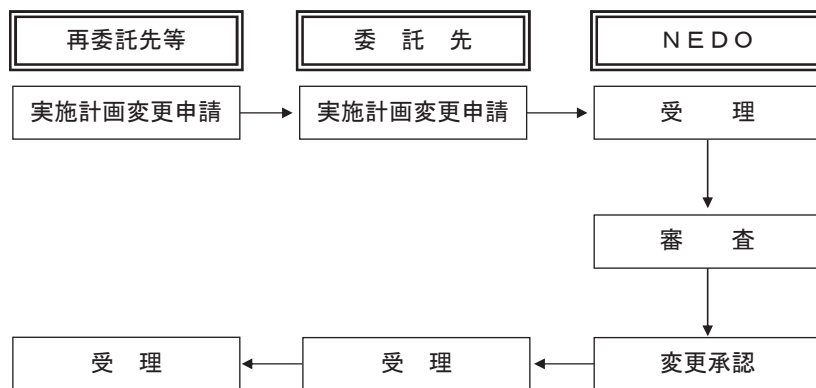 再委託先等
委 託 先
ＮＥＤＯ
実施計画変更申請
実施計画変更申請
受 理
審 査
受 理
受 理
変更承認